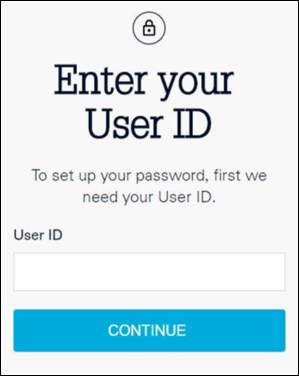 Enter your
User ID
To set up your password, first we
need your User ID.
User ID
CONTINUE